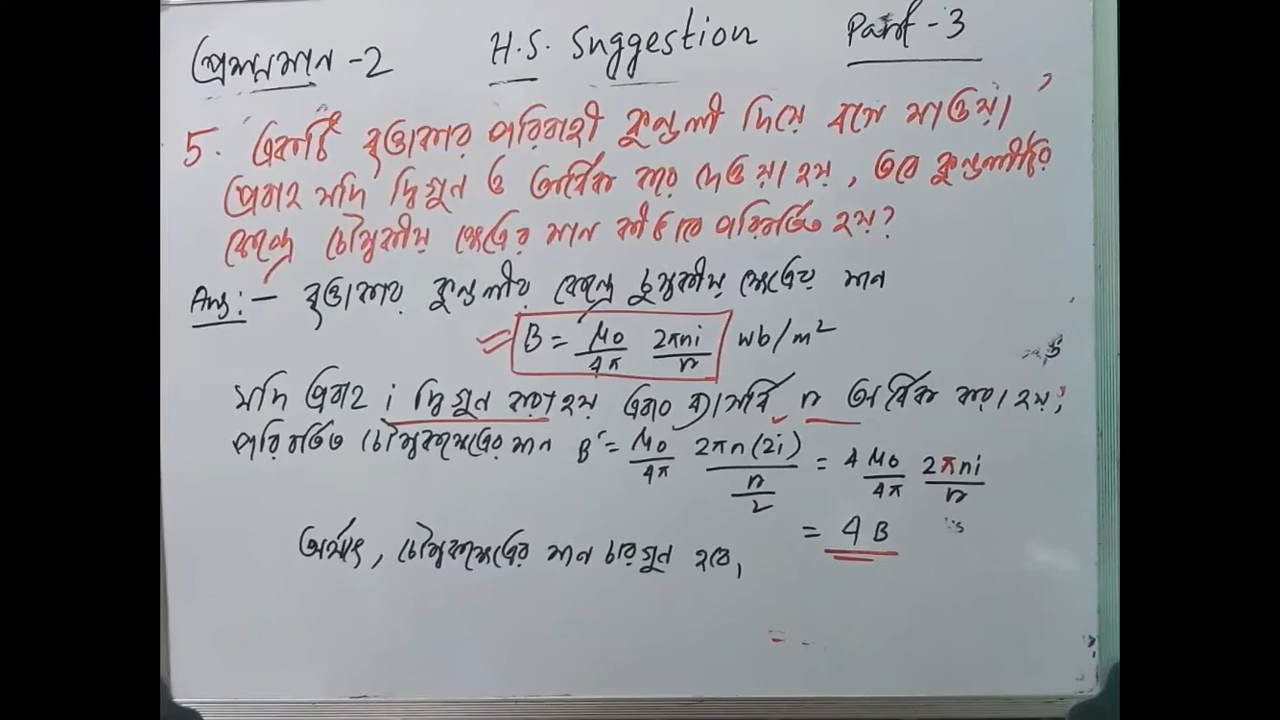 প্রশ্নমান -2 H.S. Suggestion Part -3
5. একটি বৃত্তাকার পরিবাহী কুন্ডলী দিয়ে বয়ে যাওয়া
প্রবাহ যদি দ্বিগুন ও অর্ধেক করে দেওয়া হয়, তবে কুন্ডলীটির
কেন্দ্রে চৌম্বকীয় ক্ষেত্রের মান কীভাবে পরিবর্তিত হয়?
Ans:- বৃত্তাকার কুন্ডলীর কেন্দ্রে চুম্বকীয় ক্ষেত্রের মান
= B = μ0/4π 2πni/r wb/m²
যদি প্রবাহ i দ্বিগুন করা হয় এবং ব্যাসার্ধ r অর্ধেক করা হয়,
পরিবর্তিত চৌম্বকক্ষেত্রের মান B' = μ0/4π 2πn(2i)/(r/2) = 4 μ0/4π 2πni/r
= 4B
অর্থাৎ, চৌম্বকক্ষেত্রের মান চারগুন হবে,